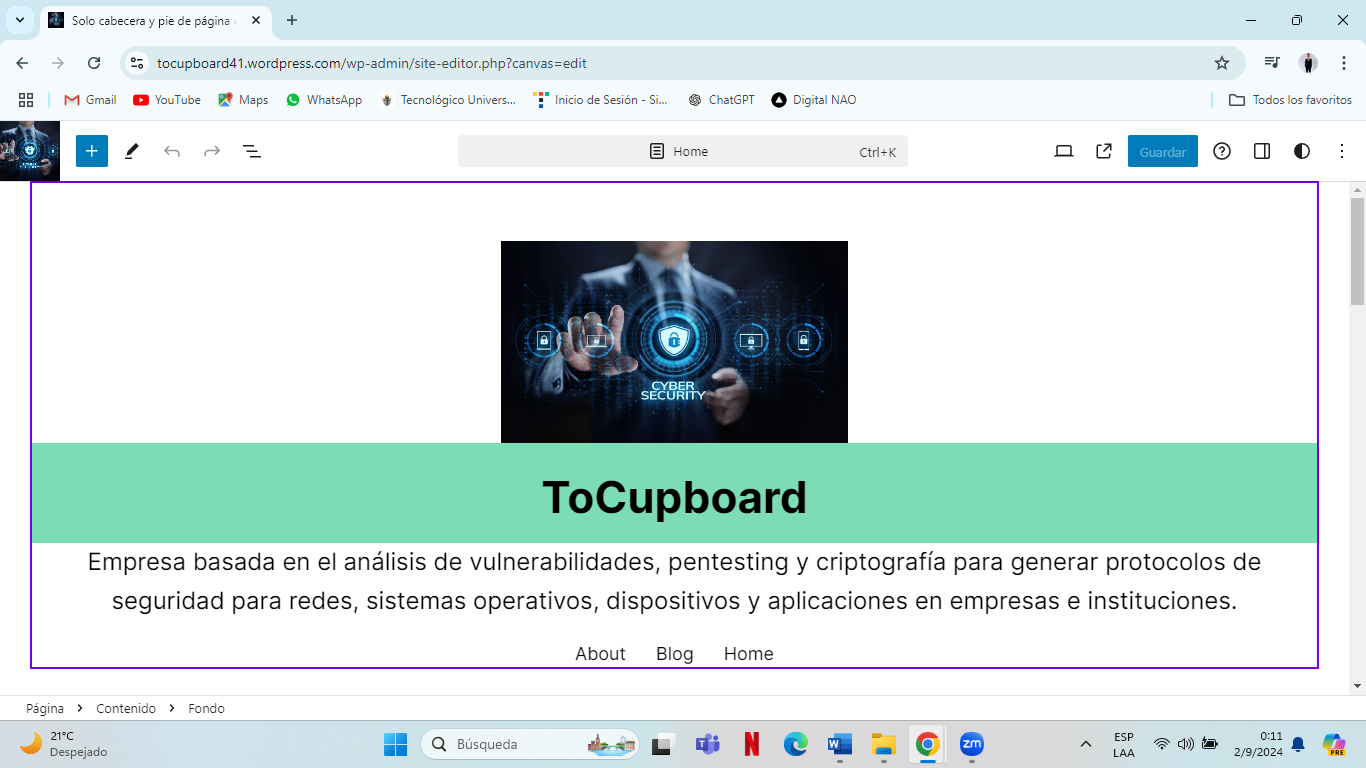 Solo cabecera y pie de página
tocupboard41.wordpress.com/wp-admin/site-editor.php?canvas=edit
Gmail YouTube Maps WhatsApp Tecnológico Univers... Inicio de Sesión - Si... ChatGPT Digital NAO Todos los favoritos
Home Ctrl+K Guardar
CYBER
SECURITY
ToCupboard
Empresa basada en el análisis de vulnerabilidades, pentesting y criptografía para generar protocolos de
seguridad para redes, sistemas operativos, dispositivos y aplicaciones en empresas e instituciones.
About Blog Home
Página Contenido Fondo
21°C
Despejado
Búsqueda
zm
ESP
LAA
0:11
2/9/2024
PRE